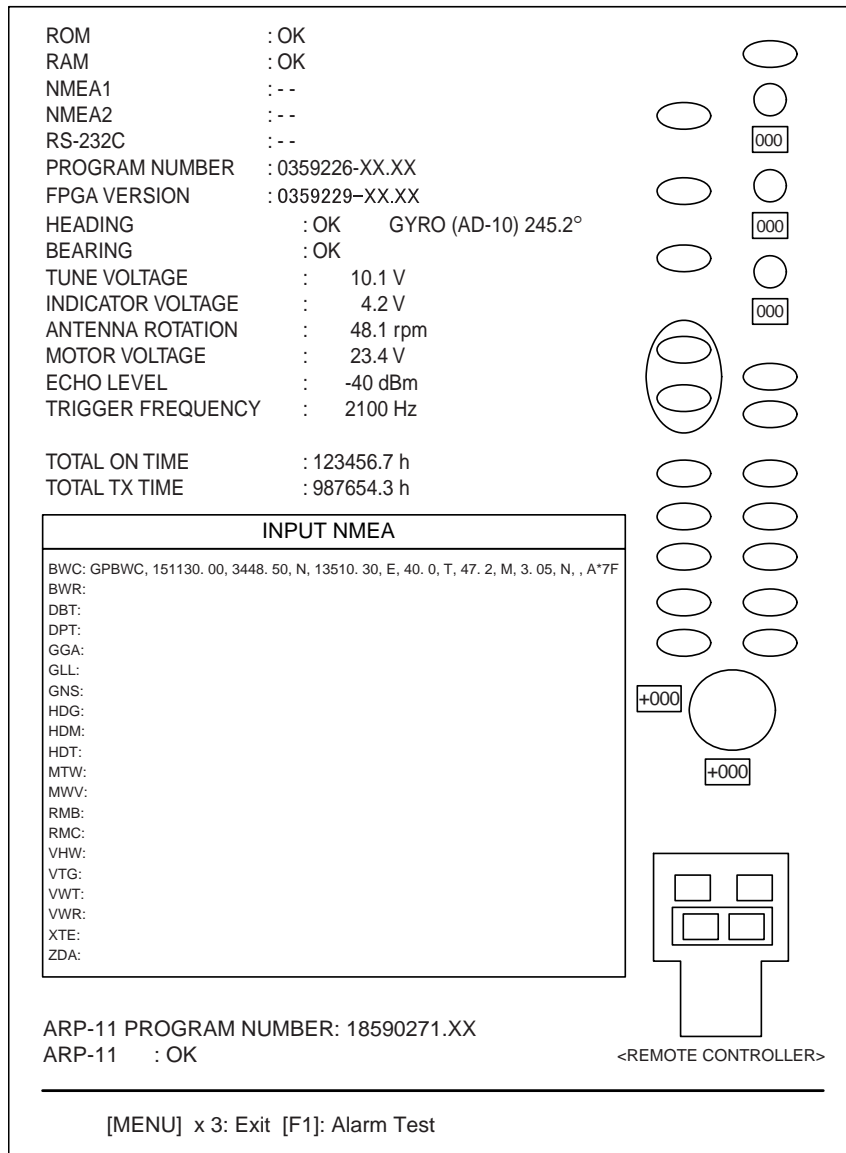 ROM : OK
RAM : OK
NMEA1 : - -
NMEA2 : - -
RS-232C : - -
PROGRAM NUMBER : 0359226-XX.XX
FPGA VERSION : 0359229-XX.XX
HEADING : OK GYRO (AD-10) 245.2°
BEARING : OK
TUNE VOLTAGE : 10.1 V
INDICATOR VOLTAGE : 4.2 V
ANTENNA ROTATION : 48.1 rpm
MOTOR VOLTAGE : 23.4 V
ECHO LEVEL : -40 dBm
TRIGGER FREQUENCY : 2100 Hz
TOTAL ON TIME : 123456.7 h
TOTAL TX TIME : 987654.3 h
INPUT NMEA
BWC: GPBWC, 151130. 00, 3448. 50, N, 13510. 30, E, 40. 0, T, 47. 2, M, 3. 05, N, , A*7F
BWR:
DBT:
DPT:
GGA:
GLL:
GNS:
HDG:
HDM:
HDT:
MTW:
MWV:
RMB:
RMC:
VHW:
VTG:
VWT:
VWR:
XTE:
ZDA:
000
000
000
+000
+000
ARP-11 PROGRAM NUMBER: 18590271.XX
ARP-11 : OK
<REMOTE CONTROLLER>
[MENU] x 3: Exit [F1]: Alarm Test